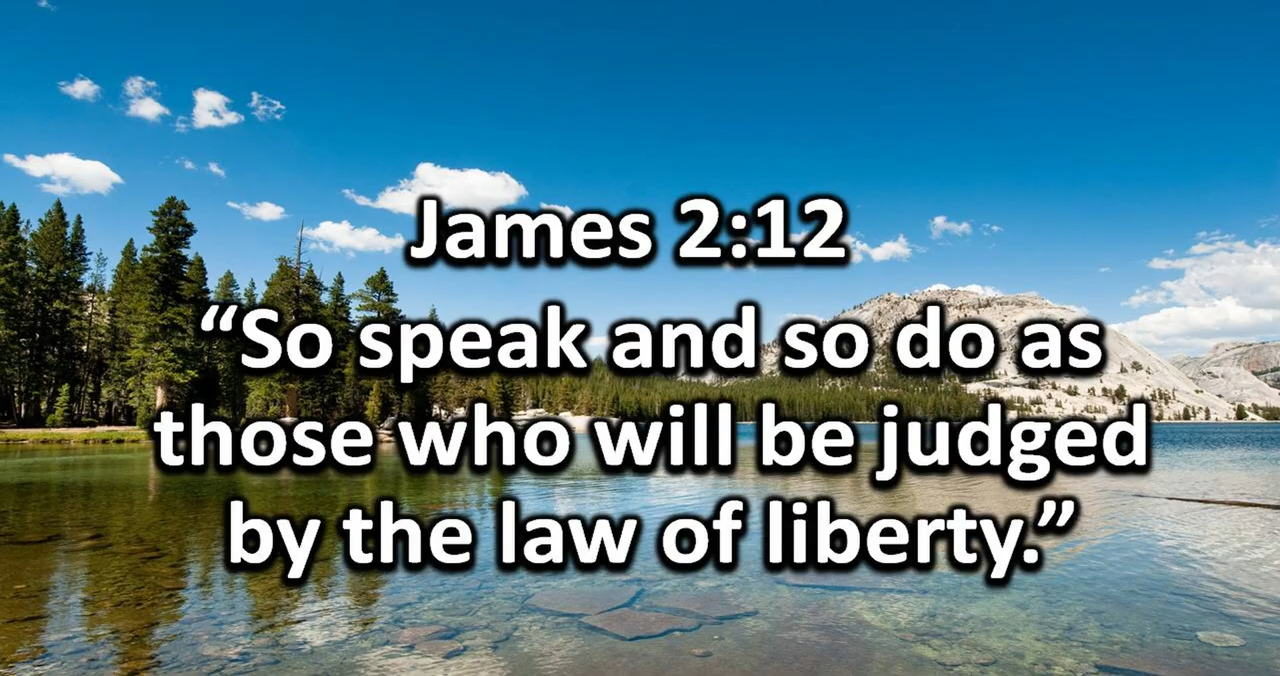 James 2:12
“So speak and so do as
those who will be judged
by the law of liberty.”